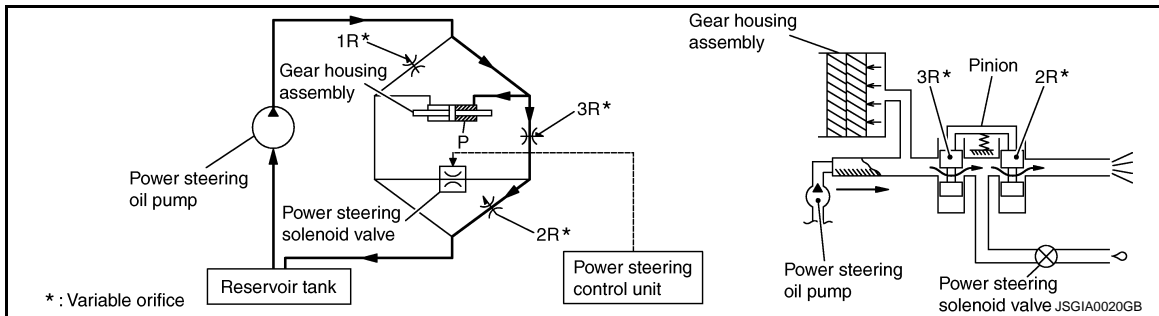 1R*
Gear housing
assembly
3R*
P
Power steering
oil pump
Power steering
solenoid valve
2R*
Reservoir tank
Power steering
control unit
* : Variable orifice
Gear housing
assembly
Pinion
3R*
2R*
Power steering
oil pump
Power steering
solenoid valve
JSGIA0020GB